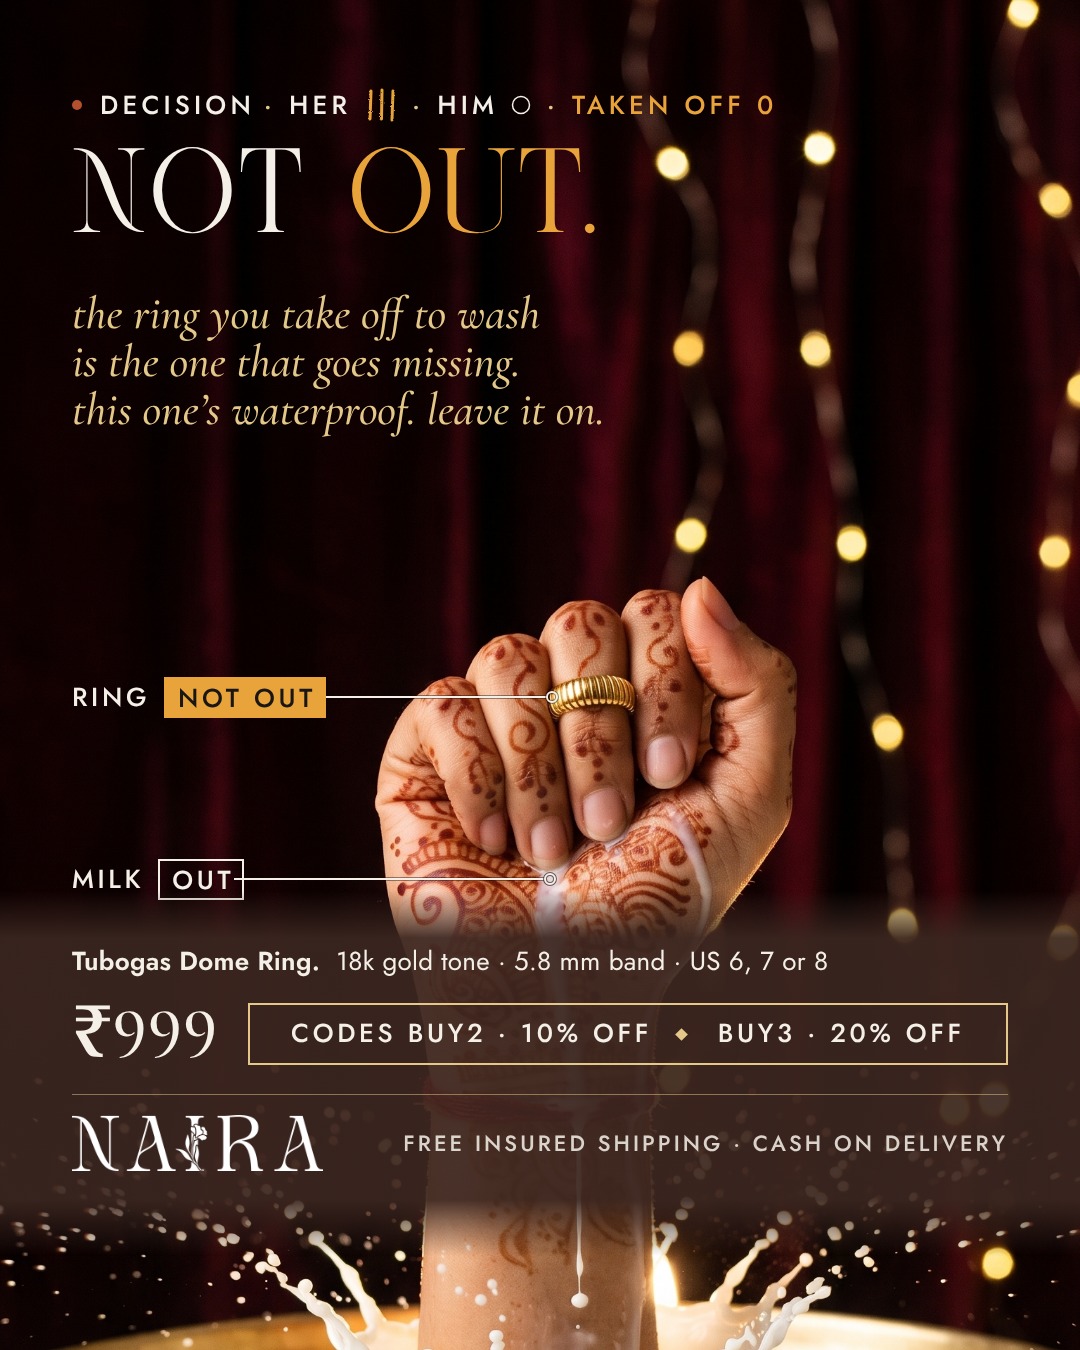 DECISION · HER ||| · HIM ○ · TAKEN OFF 0
NOT OUT.
the ring you take off to wash
is the one that goes missing.
this one’s waterproof. leave it on.
RING NOT OUT
MILK OUT
Tubogas Dome Ring. 18k gold tone · 5.8 mm band · US 6, 7 or 8
₹999 CODES BUY2 · 10% OFF ◆ BUY3 · 20% OFF
NAIRA FREE INSURED SHIPPING · CASH ON DELIVERY